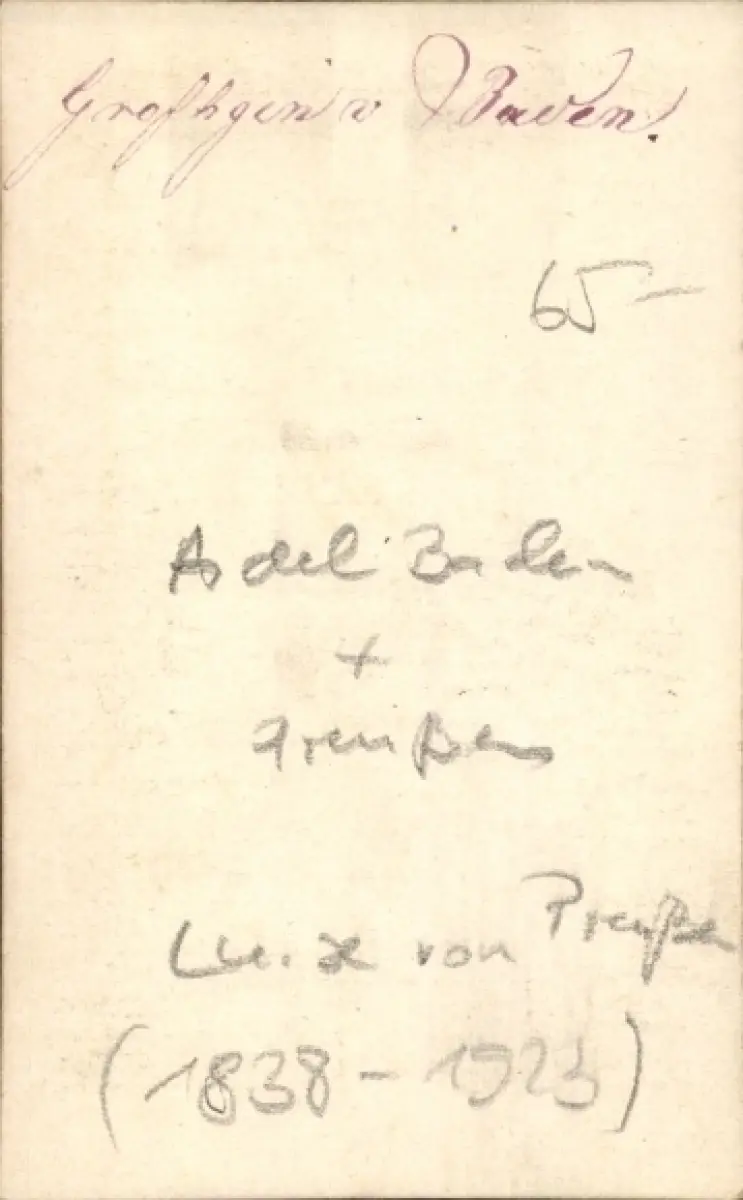 Großhgin v Baden.
65-
Adel Baden
+
Preußen
Luise von Preußen
(1838-1923)